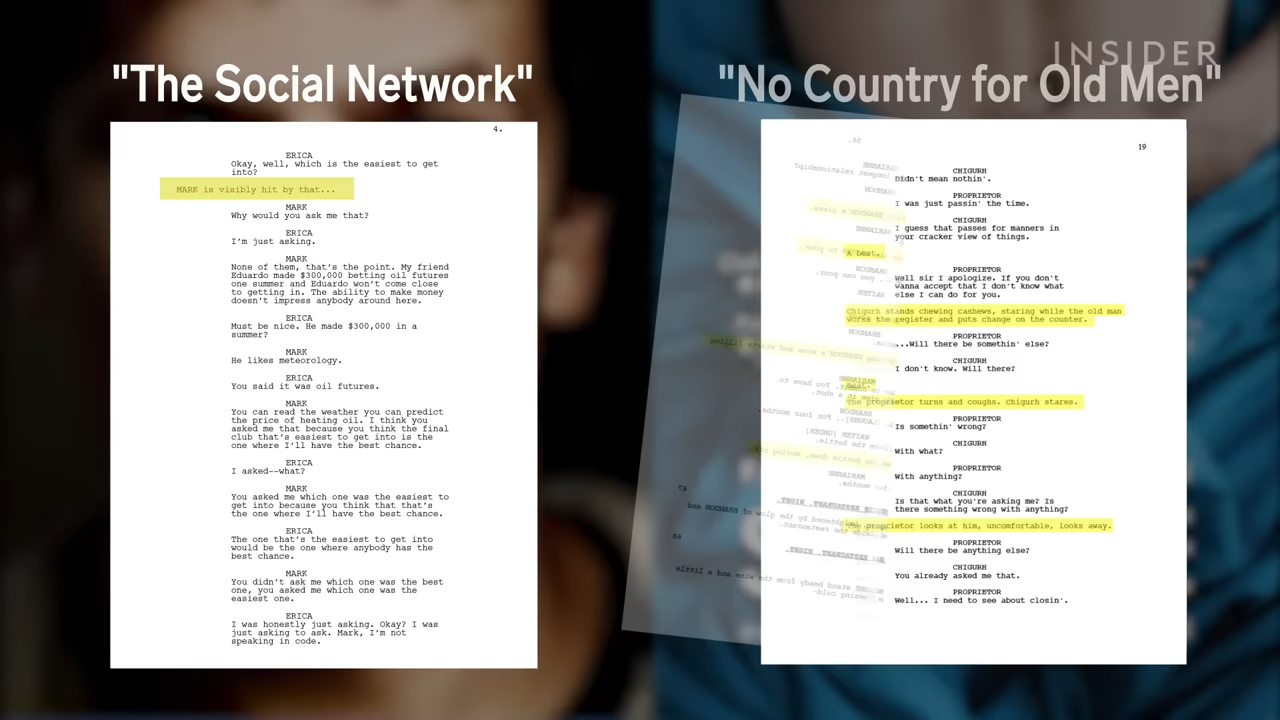 INSIDER
"The Social Network"
4.
ERICA
Okay, well, which is the easiest to get
into?
MARK is visibly hit by that...
MARK
Why would you ask me that?
ERICA
I'm just asking.
MARK
None of them, that's the point. My friend
Eduardo made $300,000 betting oil futures
one summer and Eduardo won't come close
to getting in. The ability to make money
doesn't impress anybody around here.
ERICA
Must be nice. He made $300,000 in a
summer?
MARK
He likes meteorology.
ERICA
You said it was oil futures.
MARK
You can read the weather you can predict
the price of heating oil. I think you
asked me that because you think the final
club that's easiest to get into is the
one where I'll have the best chance.
ERICA
I asked--what?
MARK
You asked me which one was the easiest to
get into because you think that that's
the one where I'll have the best chance.
ERICA
The one that's the easiest to get into
would be the one where anybody has the
best chance.
MARK
You didn't ask me which one was the best
one, you asked me which one was the
easiest one.
ERICA
I was honestly just asking. Okay? I was
just asking to ask. Mark, I'm not
speaking in code.
"No Country for Old Men"
19
CHIGURH
Didn't mean nothin'.
PROPRIETOR
I was just passin' the time.
CHIGURH
I guess that passes for manners in
your cracker view of things.
A beat.
PROPRIETOR
Well sir I apologize. If you don't
wanna accept that I don't know what
else I can do for you.
Chigurh stands chewing cashews, staring while the old man
works the register and puts change on the counter.
PROPRIETOR
...Will there be somethin' else?
CHIGURH
I don't know. Will there?
Beat.
The proprietor turns and coughs. Chigurh stares.
PROPRIETOR
Is somethin' wrong?
CHIGURH
With what?
PROPRIETOR
With anything?
CHIGURH
Is that what you're asking me? Is
there something wrong with anything?
The proprietor looks at him, uncomfortable, looks away.
PROPRIETOR
Will there be anything else?
CHIGURH
You already asked me that.
PROPRIETOR
Well... I need to see about closin'.